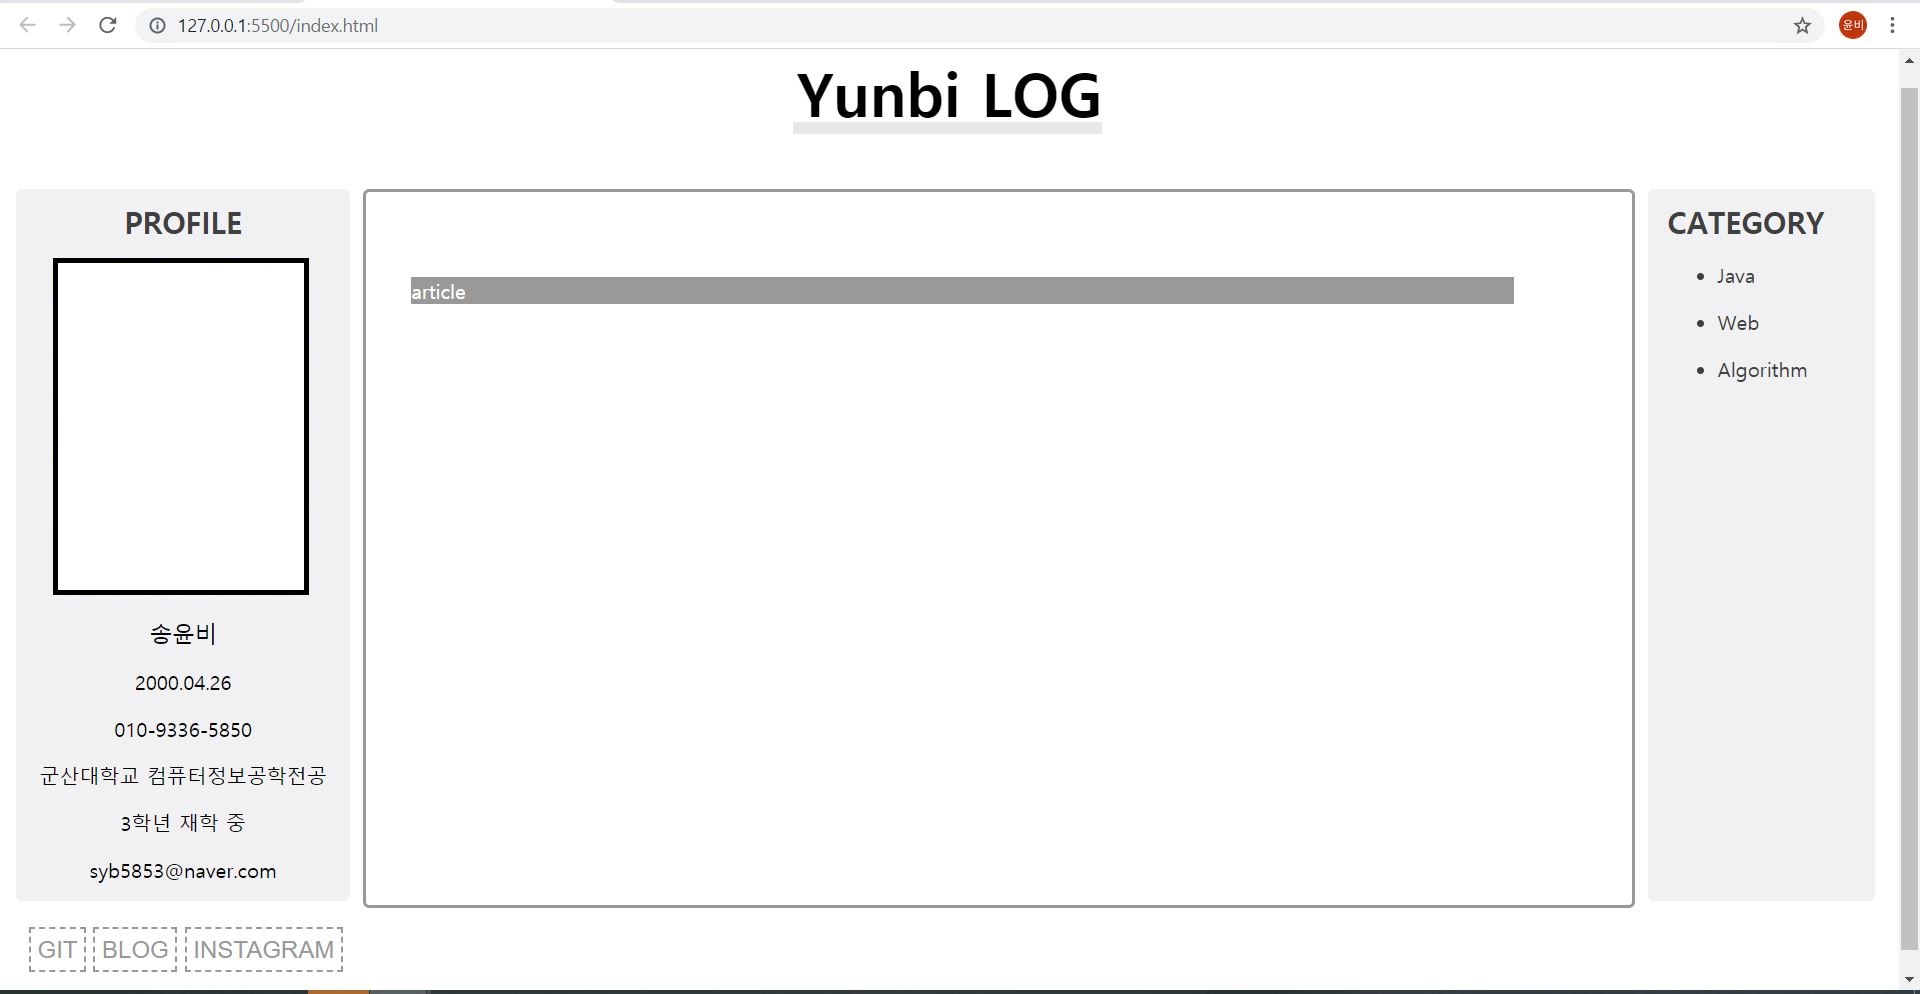 127.0.0.1:5500/index.html
윤비
Yunbi LOG
PROFILE
송윤비
2000.04.26
010-9336-5850
군산대학교 컴퓨터정보공학전공
3학년 재학 중
syb5853@naver.com
GIT BLOG INSTAGRAM
article
CATEGORY
Java
Web
Algorithm